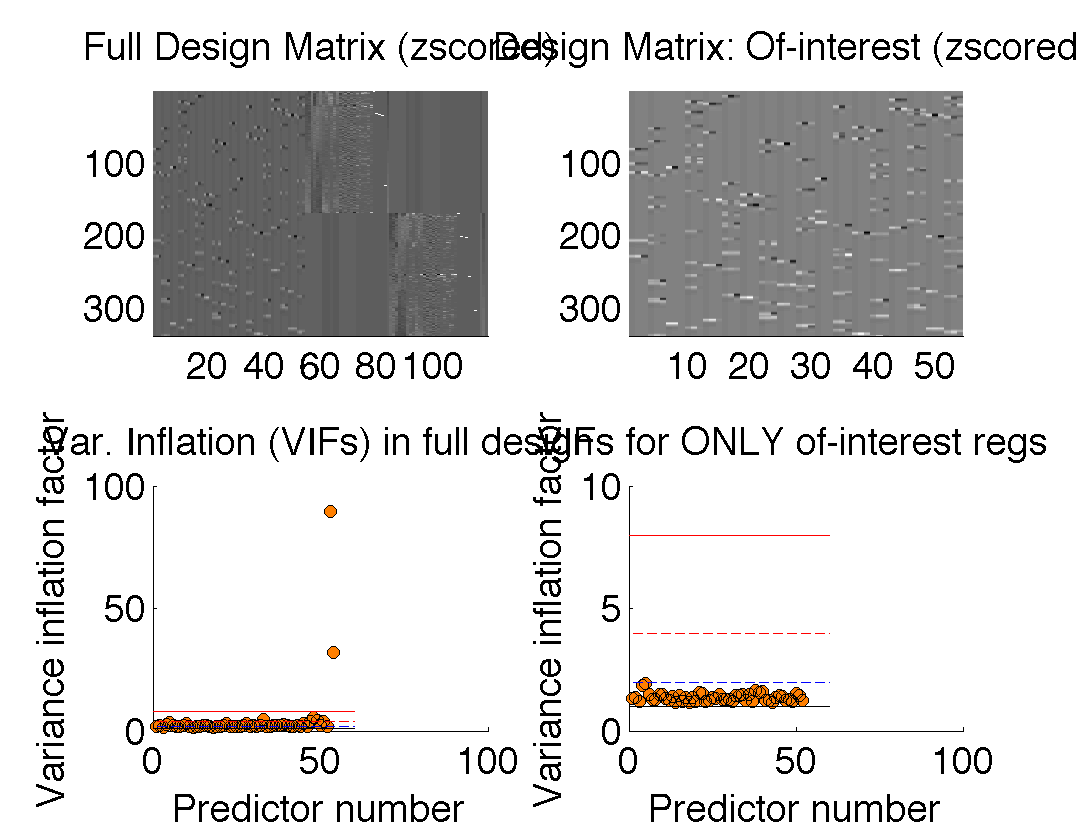 Full Design Matrix (zscored)
Design Matrix: Of-interest (zscored
100
200
300
20 40 60 80 100
100
200
300
10 20 30 40 50
Var. Inflation (VIFs) in full design
VIFs for ONLY of-interest regs
Variance inflation factor
100
50
0
0 50 100
Predictor number
Variance inflation factor
10
5
0
0 50 100
Predictor number